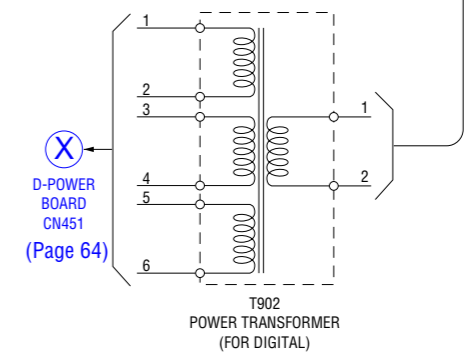 1
2
3
4
5
6
1
2
X
D-POWER
BOARD
CN451
(Page 64)
T902
POWER TRANSFORMER
(FOR DIGITAL)